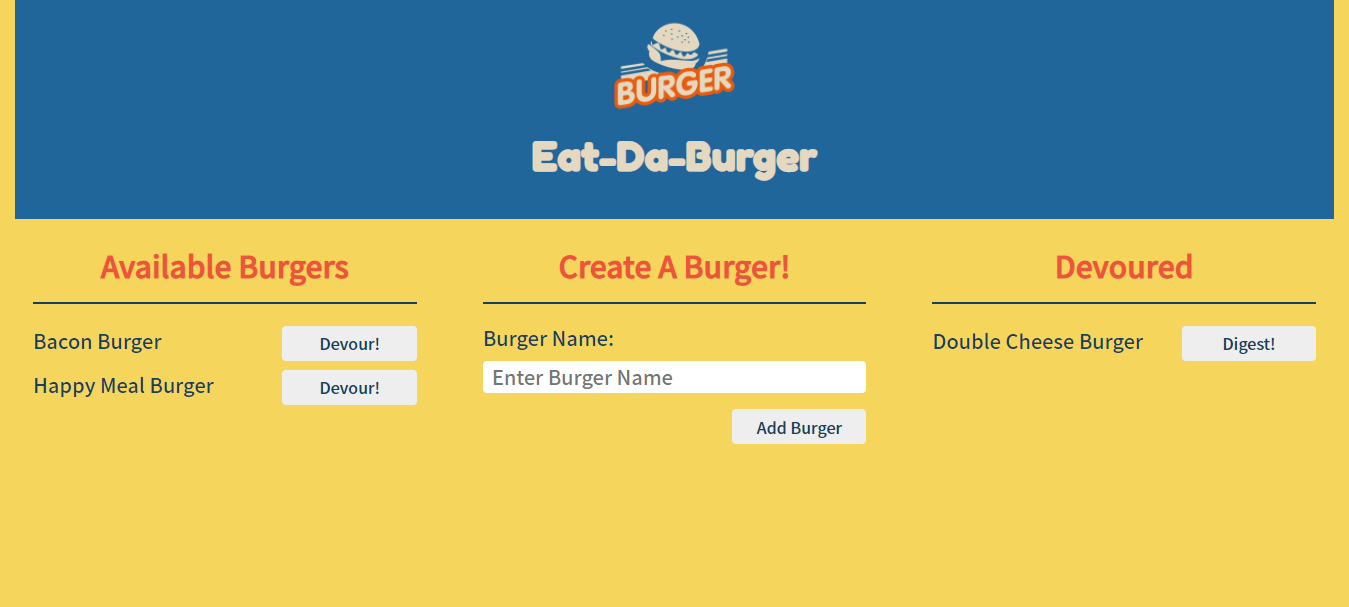 BURGER
Eat-Da-Burger
Available Burgers
Bacon Burger Devour!
Happy Meal Burger Devour!
Create A Burger!
Burger Name:
Enter Burger Name
Add Burger
Devoured
Double Cheese Burger Digest!